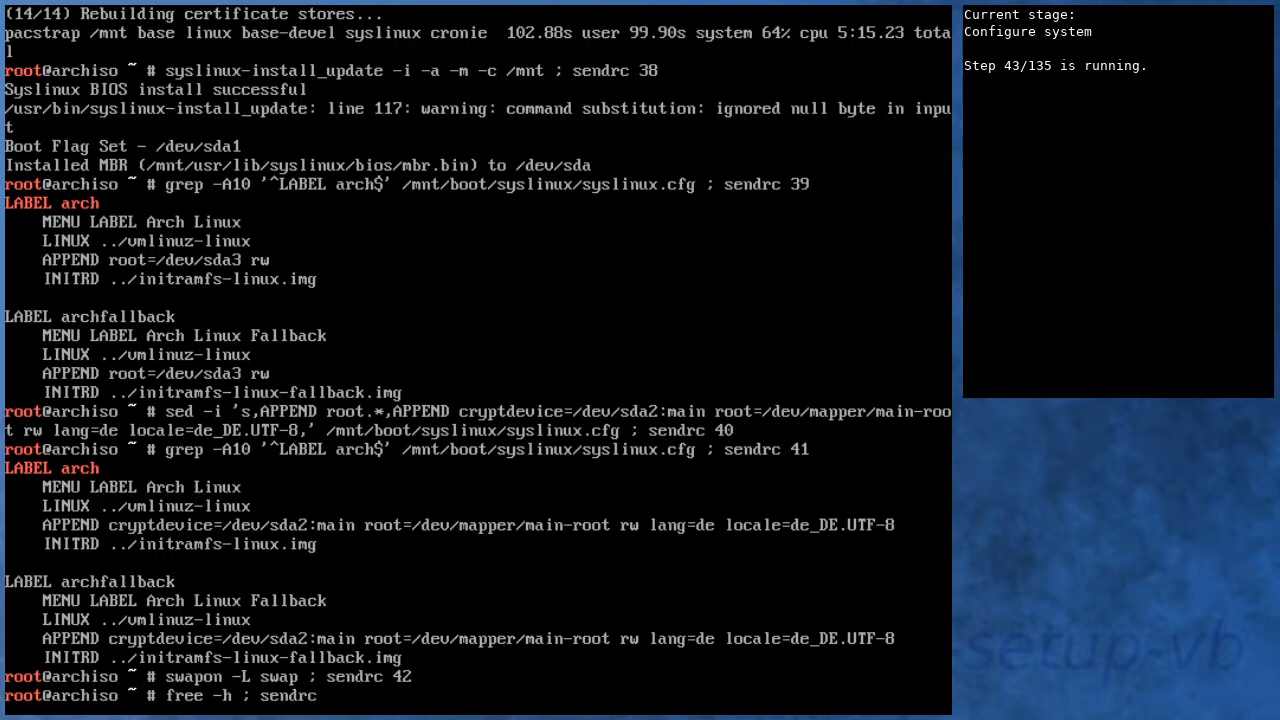 (14/14) Rebuilding certificate stores...
pacstrap /mnt base linux base-devel syslinux cronie  102.88s user 99.90s system 64% cpu 5:15.23 tota
l
root@archiso ~ # syslinux-install_update -i -a -m -c /mnt ; sendrc 38
Syslinux BIOS install successful
/usr/bin/syslinux-install_update: line 117: warning: command substitution: ignored null byte in inpu
t
Boot Flag Set - /dev/sda1
Installed MBR (/mnt/usr/lib/syslinux/bios/mbr.bin) to /dev/sda
root@archiso ~ # grep -A10 '^LABEL arch$' /mnt/boot/syslinux/syslinux.cfg ; sendrc 39
LABEL arch
    MENU LABEL Arch Linux
    LINUX ../vmlinuz-linux
    APPEND root=/dev/sda3 rw
    INITRD ../initramfs-linux.img
LABEL archfallback
    MENU LABEL Arch Linux Fallback
    LINUX ../vmlinuz-linux
    APPEND root=/dev/sda3 rw
    INITRD ../initramfs-linux-fallback.img
root@archiso ~ # sed -i 's,APPEND root.*,APPEND cryptdevice=/dev/sda2:main root=/dev/mapper/main-roo
t rw lang=de locale=de_DE.UTF-8,' /mnt/boot/syslinux/syslinux.cfg ; sendrc 40
root@archiso ~ # grep -A10 '^LABEL arch$' /mnt/boot/syslinux/syslinux.cfg ; sendrc 41
LABEL arch
    MENU LABEL Arch Linux
    LINUX ../vmlinuz-linux
    APPEND cryptdevice=/dev/sda2:main root=/dev/mapper/main-root rw lang=de locale=de_DE.UTF-8
    INITRD ../initramfs-linux.img
LABEL archfallback
    MENU LABEL Arch Linux Fallback
    LINUX ../vmlinuz-linux
    APPEND cryptdevice=/dev/sda2:main root=/dev/mapper/main-root rw lang=de locale=de_DE.UTF-8
    INITRD ../initramfs-linux-fallback.img
root@archiso ~ # swapon -L swap ; sendrc 42
root@archiso ~ # free -h ; sendrc
Current stage:
Configure system
Step 43/135 is running.
setup-vb